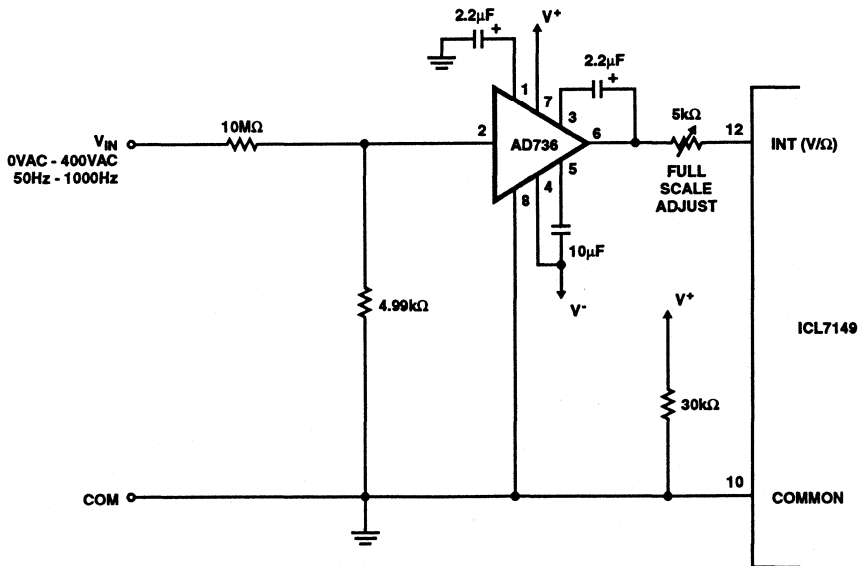 2.2µF
+
V+
2.2µF
+
1
7
3
5kΩ
10MΩ
VIN
2
AD736
6
12
INT (V/Ω)
0VAC - 400VAC
50Hz - 1000Hz
5
4
8
FULL
SCALE
ADJUST
10µF
V-
V+
4.99kΩ
ICL7149
30kΩ
10
COM
COMMON